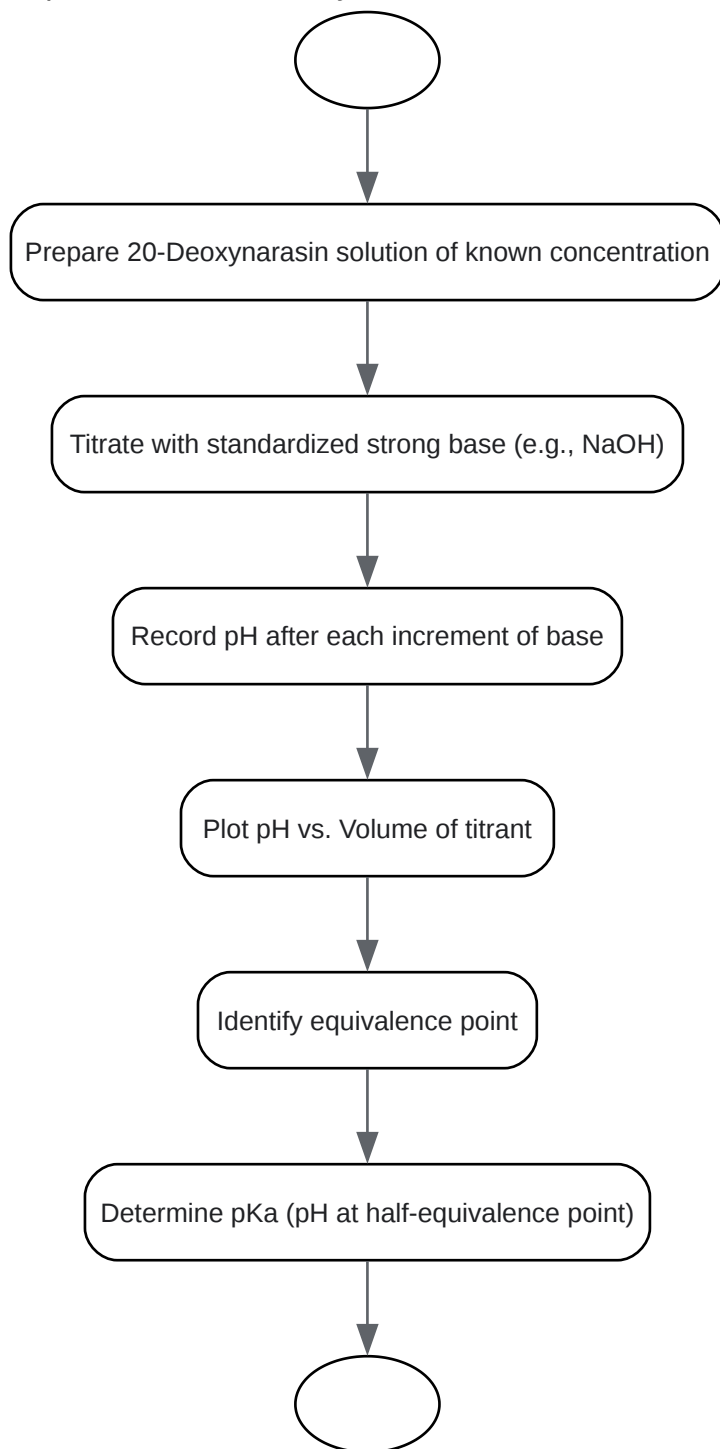 Prepare 20-Deoxynarasin solution of known concentration
Titrate with standardized strong base (e.g., NaOH)
Record pH after each increment of base
Plot pH vs. Volume of titrant
Identify equivalence point
Determine pKa (pH at half-equivalence point)